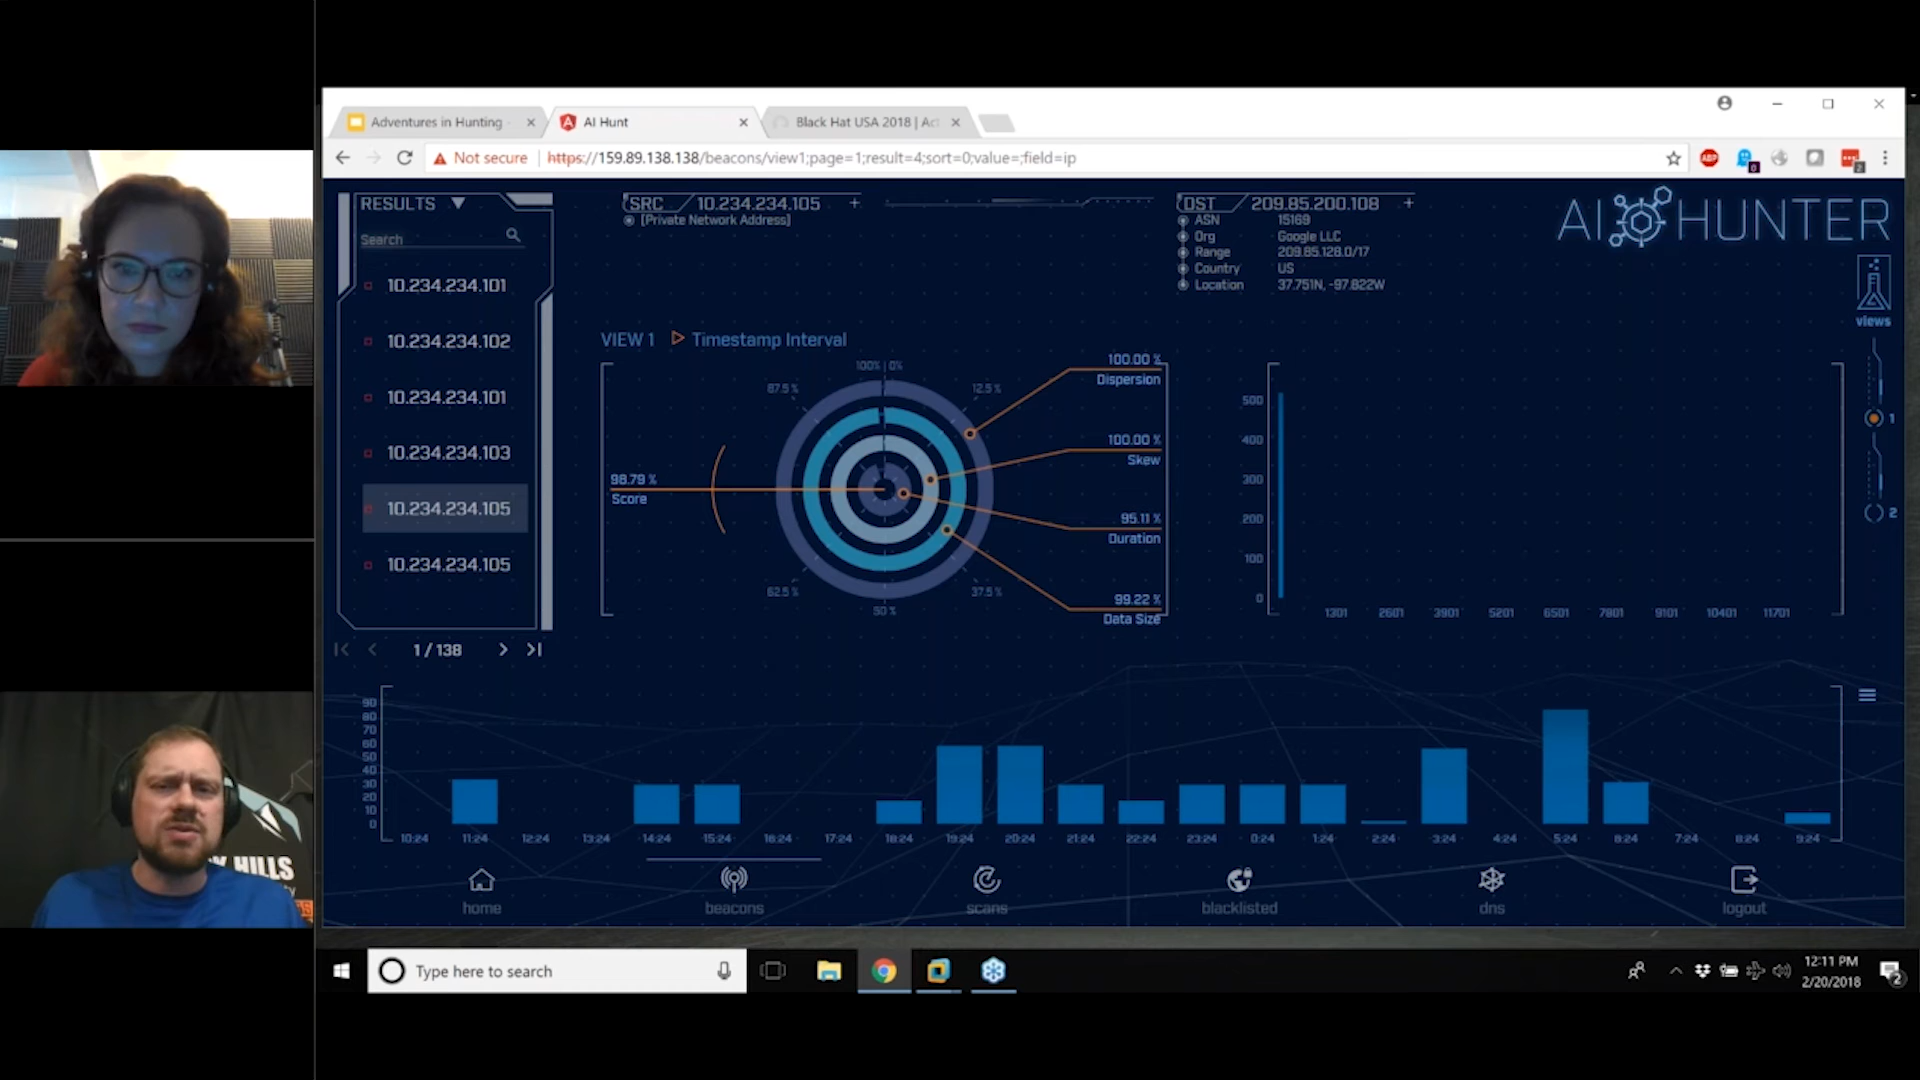 Adventures in Hunting
AI Hunt
Black Hat USA 2018 | Ac
Not secure
https://159.89.138.138/beacons/view1;page=1;result=4;sort=0;value=;field=ip
ABP
0
2
RESULTS
Search
10.234.234.101
10.234.234.102
10.234.234.101
10.234.234.103
10.234.234.105
10.234.234.105
1 / 138
SRC 10.234.234.105 +
[Private Network Address]
DST 209.85.200.108 +
ASN 15169
Org Google LLC
Range 209.85.128.0/17
Country US
Location 37.751N, -97.822W
AI HUNTER
views
1
2
VIEW 1 Timestamp Interval
100% | 0%
87.5 %
12.5 %
62.5 %
37.5 %
50 %
98.79 %
Score
100.00 %
Dispersion
100.00 %
Skew
95.11 %
Duration
99.22 %
Data Size
500
400
300
200
100
0
1301 2601 3901 5201 6501 7801 9101 10401 11701
90
80
70
60
50
40
30
20
10
0
10:24 11:24 12:24 13:24 14:24 15:24 16:24 17:24 18:24 19:24 20:24 21:24 22:24 23:24 0:24 1:24 2:24 3:24 4:24 5:24 6:24 7:24 8:24 9:24
home
beacons
scans
blacklisted
dns
logout
HILLS
Type here to search
12:11 PM
2/20/2018
2